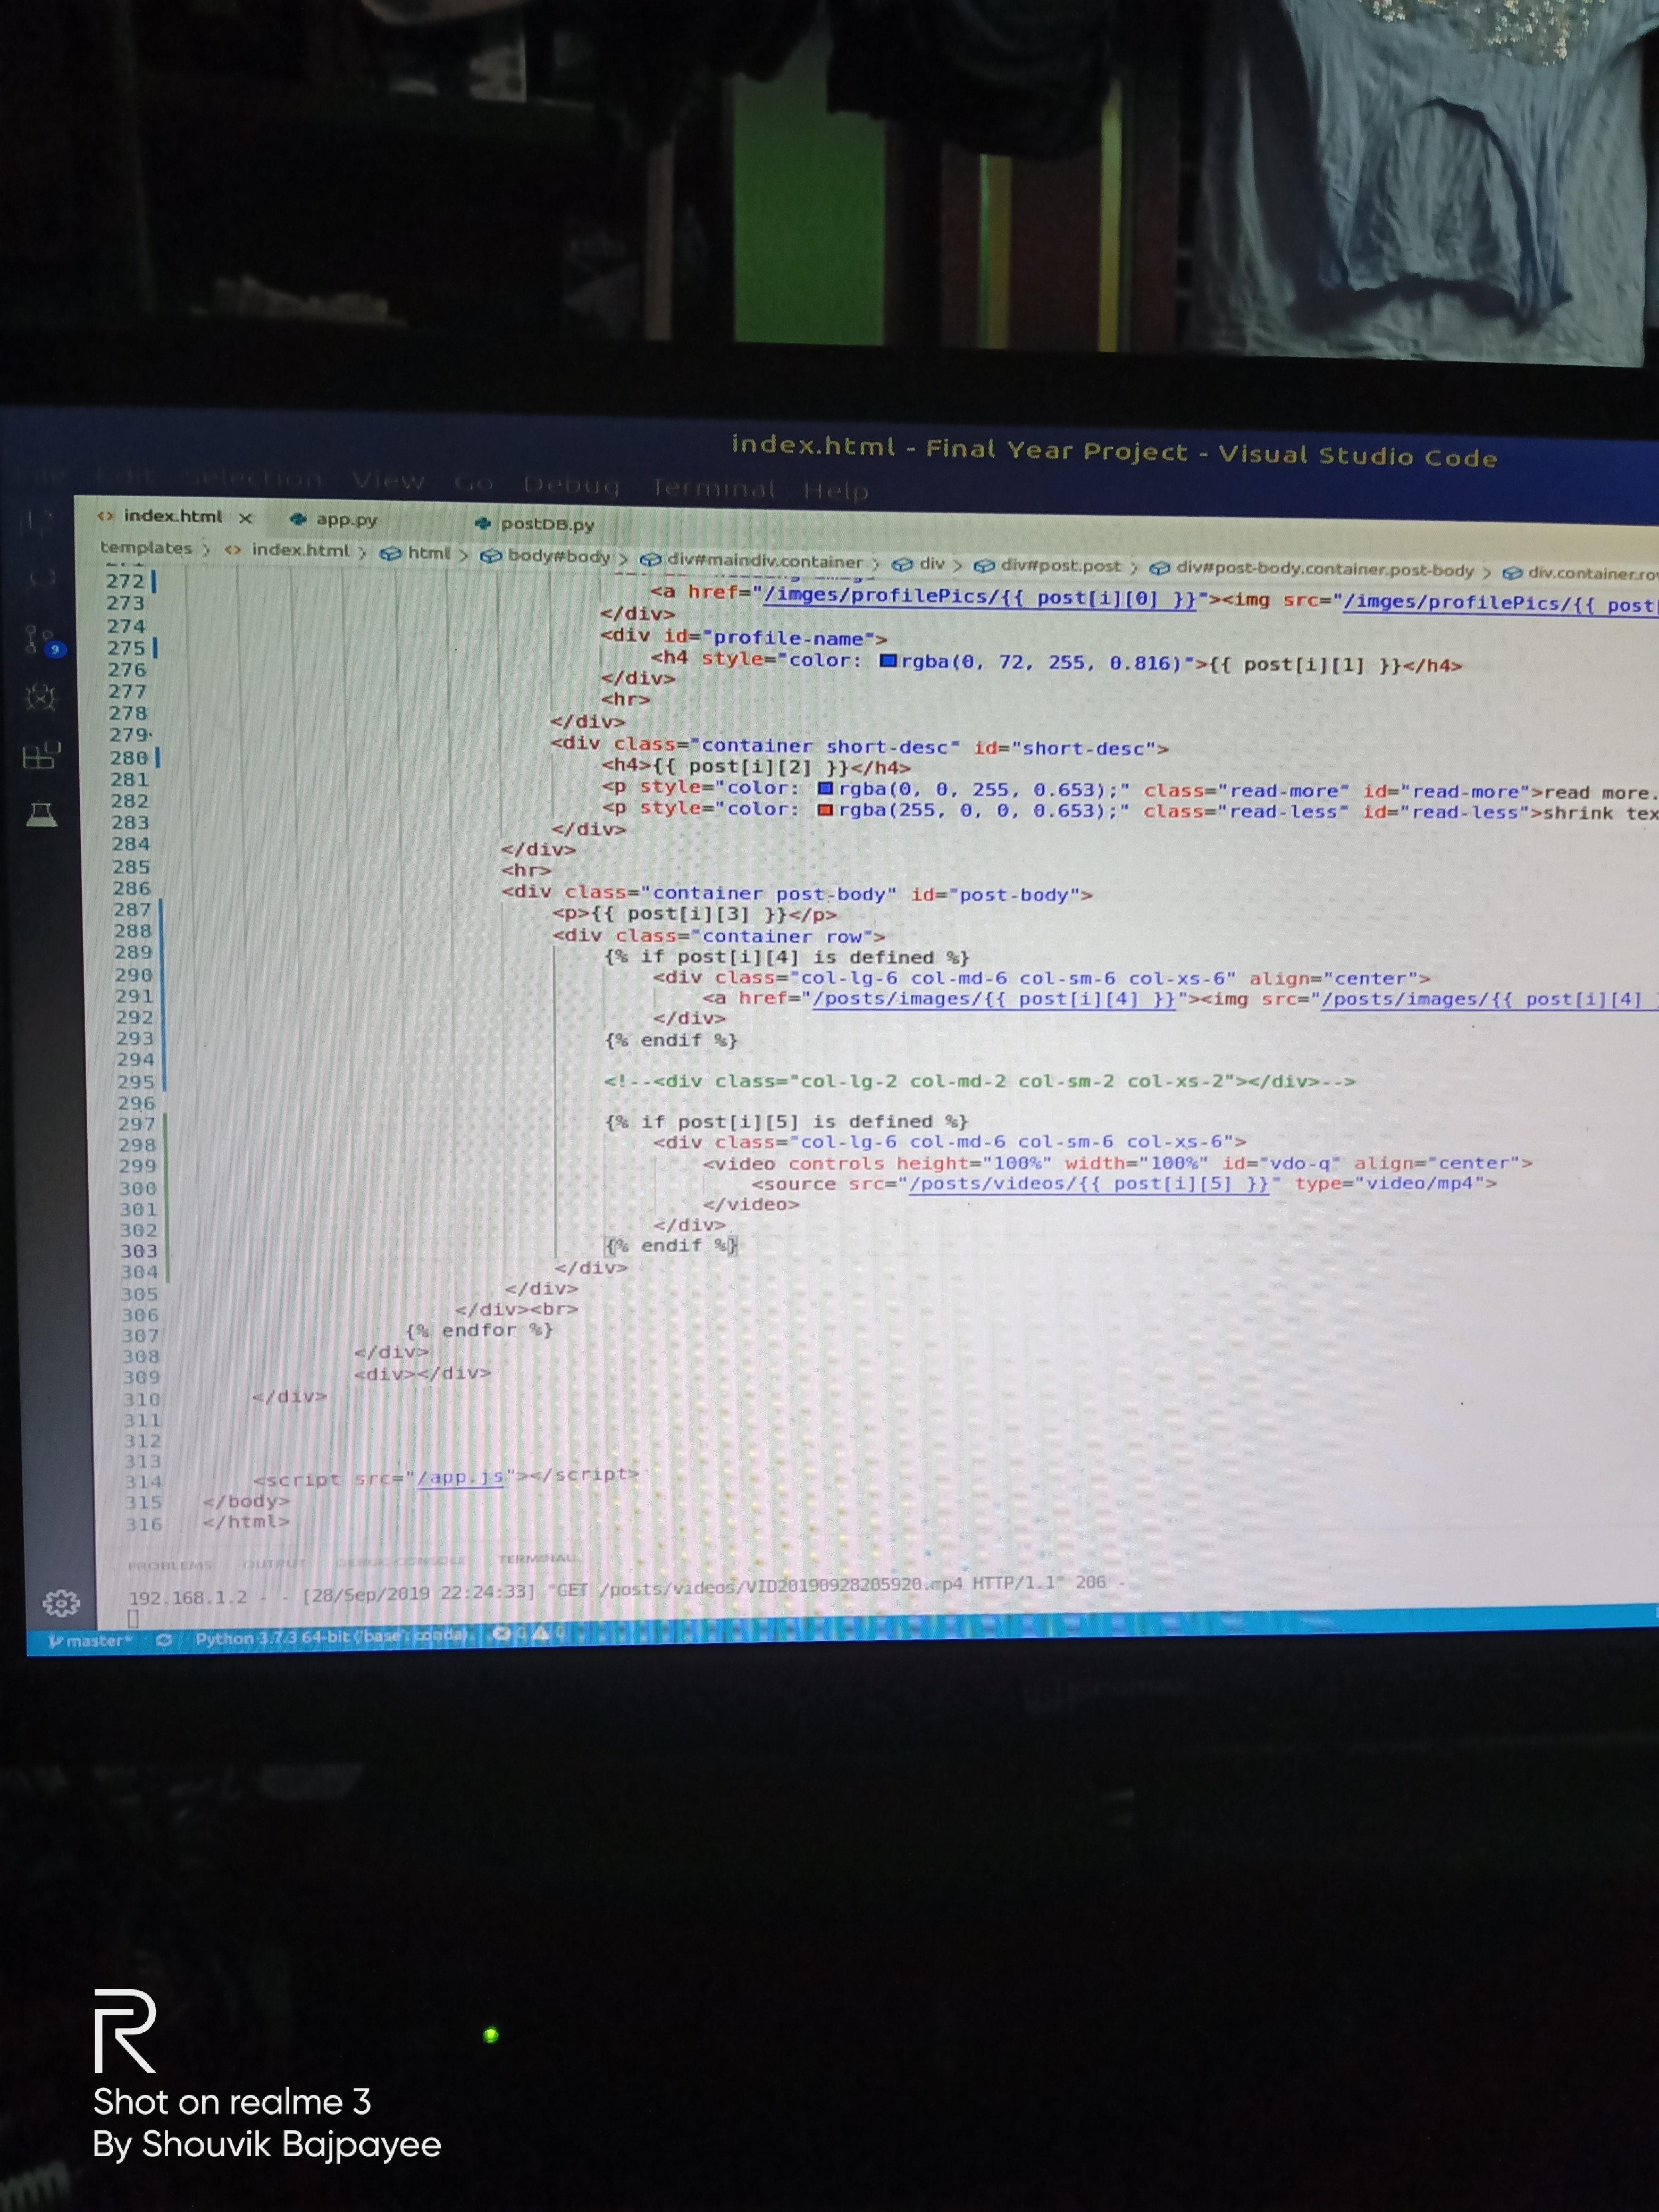 index.html - Final Year Project - Visual Studio Code
Edit Selection View Go Debug Terminal Help
index.html app.py postDB.py
templates > index.html > html > body#body > div#maindiv.container > div > div#post.post > div#post-body.container.post-body > div.container.ro
272
273 <a href="/imges/profilePics/{{ post[i][0] }}"><img src="/imges/profilePics/{{ post[
274 </div>
275 <div id="profile-name">
276 <h4 style="color: rgba(0, 72, 255, 0.816)">{{ post[i][1] }}</h4>
277 </div>
278 <hr>
279 </div>
280 <div class="container short-desc" id="short-desc">
281 <h4>{{ post[i][2] }}</h4>
282 <p style="color: rgba(0, 0, 255, 0.653);" class="read-more" id="read-more">read more.
283 <p style="color: rgba(255, 0, 0, 0.653);" class="read-less" id="read-less">shrink tex
284 </div>
285 </div>
286 <hr>
287 <div class="container post-body" id="post-body">
288 <p>{{ post[i][3] }}</p>
289 <div class="container row">
290 {% if post[i][4] is defined %}
291 <div class="col-lg-6 col-md-6 col-sm-6 col-xs-6" align="center">
292 <a href="/posts/images/{{ post[i][4] }}"><img src="/posts/images/{{ post[i][4] }
293 </div>
294 {% endif %}
295
296 <!--<div class="col-lg-2 col-md-2 col-sm-2 col-xs-2"></div>-->
297
298 {% if post[i][5] is defined %}
299 <div class="col-lg-6 col-md-6 col-sm-6 col-xs-6">
300 <video controls height="100%" width="100%" id="vdo-q" align="center">
301 <source src="/posts/videos/{{ post[i][5] }}" type="video/mp4">
302 </video>
303 </div>
304 {% endif %}
305 </div>
306 </div>
307 </div><br>
308 {% endfor %}
309 </div>
310 <div></div>
311 </div>
312
313
314 <script src="/app.js"></script>
315 </body>
316 </html>
PROBLEMS OUTPUT DEBUG CONSOLE TERMINAL
192.168.1.2 - - [28/Sep/2019 22:24:33] "GET /posts/videos/VID20190928205920.mp4 HTTP/1.1" 206 -
master* Python 3.7.3 64-bit ('base': conda) 0 0
9
R
Shot on realme 3
By Shouvik Bajpayee